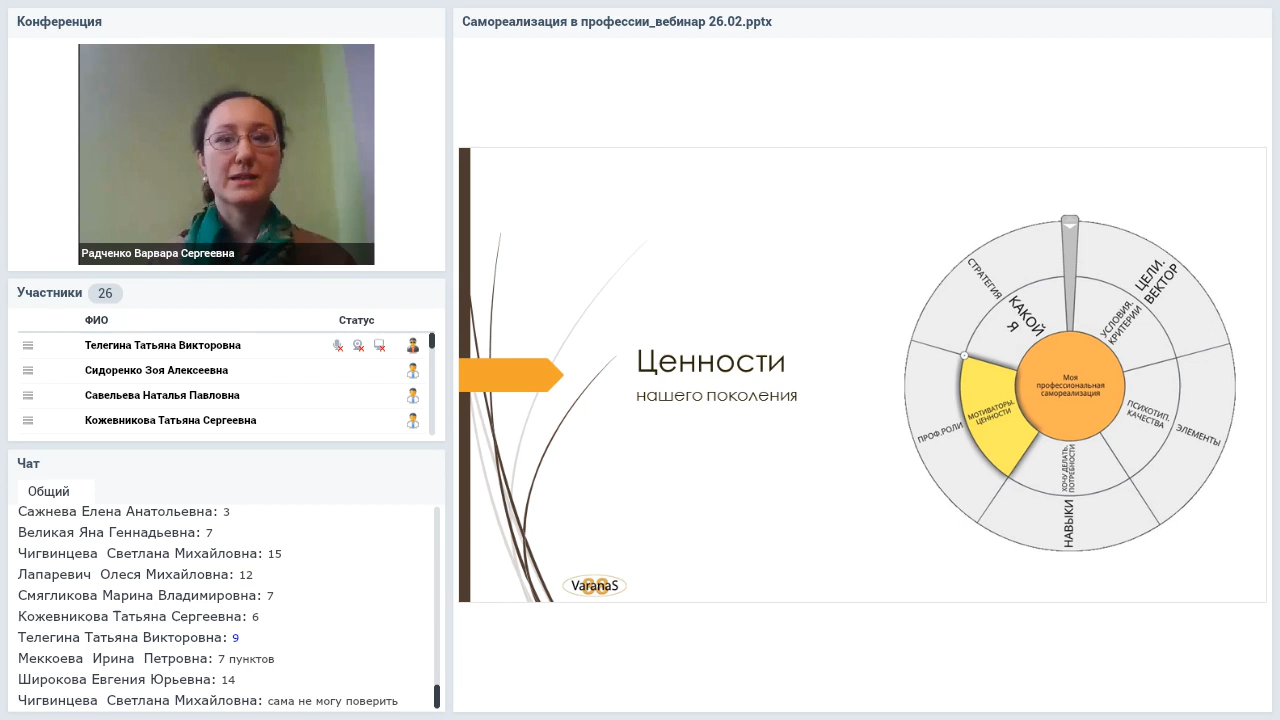 Конференция
Радченко Варвара Сергеевна
Участники 26
ФИО Статус
Телегина Татьяна Викторовна
Сидоренко Зоя Алексеевна
Савельева Наталья Павловна
Кожевникова Татьяна Сергеевна
Чат
Общий
Сажнева Елена Анатольевна: 3
Великая Яна Геннадьевна: 7
Чигвинцева Светлана Михайловна: 15
Лапаревич Олеся Михайловна: 12
Смягликова Марина Владимировна: 7
Кожевникова Татьяна Сергеевна: 6
Телегина Татьяна Викторовна: 9
Меккоева Ирина Петровна: 7 пунктов
Широкова Евгения Юрьевна: 14
Чигвинцева Светлана Михайловна: сама не могу поверить
Самореализация в профессии_вебинар 26.02.pptx
Ценности
нашего поколения
VaranaS
СТРАТЕГИЯ
ЦЕЛИ.
ВЕКТОР
КАКОЙ
Я
УСЛОВИЯ,
КРИТЕРИИ
Моя
профессиональная
самореализация
МОТИВАТОРЫ,
ЦЕННОСТИ
ПРОФ.РОЛИ
ПСИХОТИП,
КАЧЕСТВА
ЭЛЕМЕНТЫ
ХОЧУ ДЕЛАТЬ,
ПОТРЕБНОСТИ
НАВЫКИ